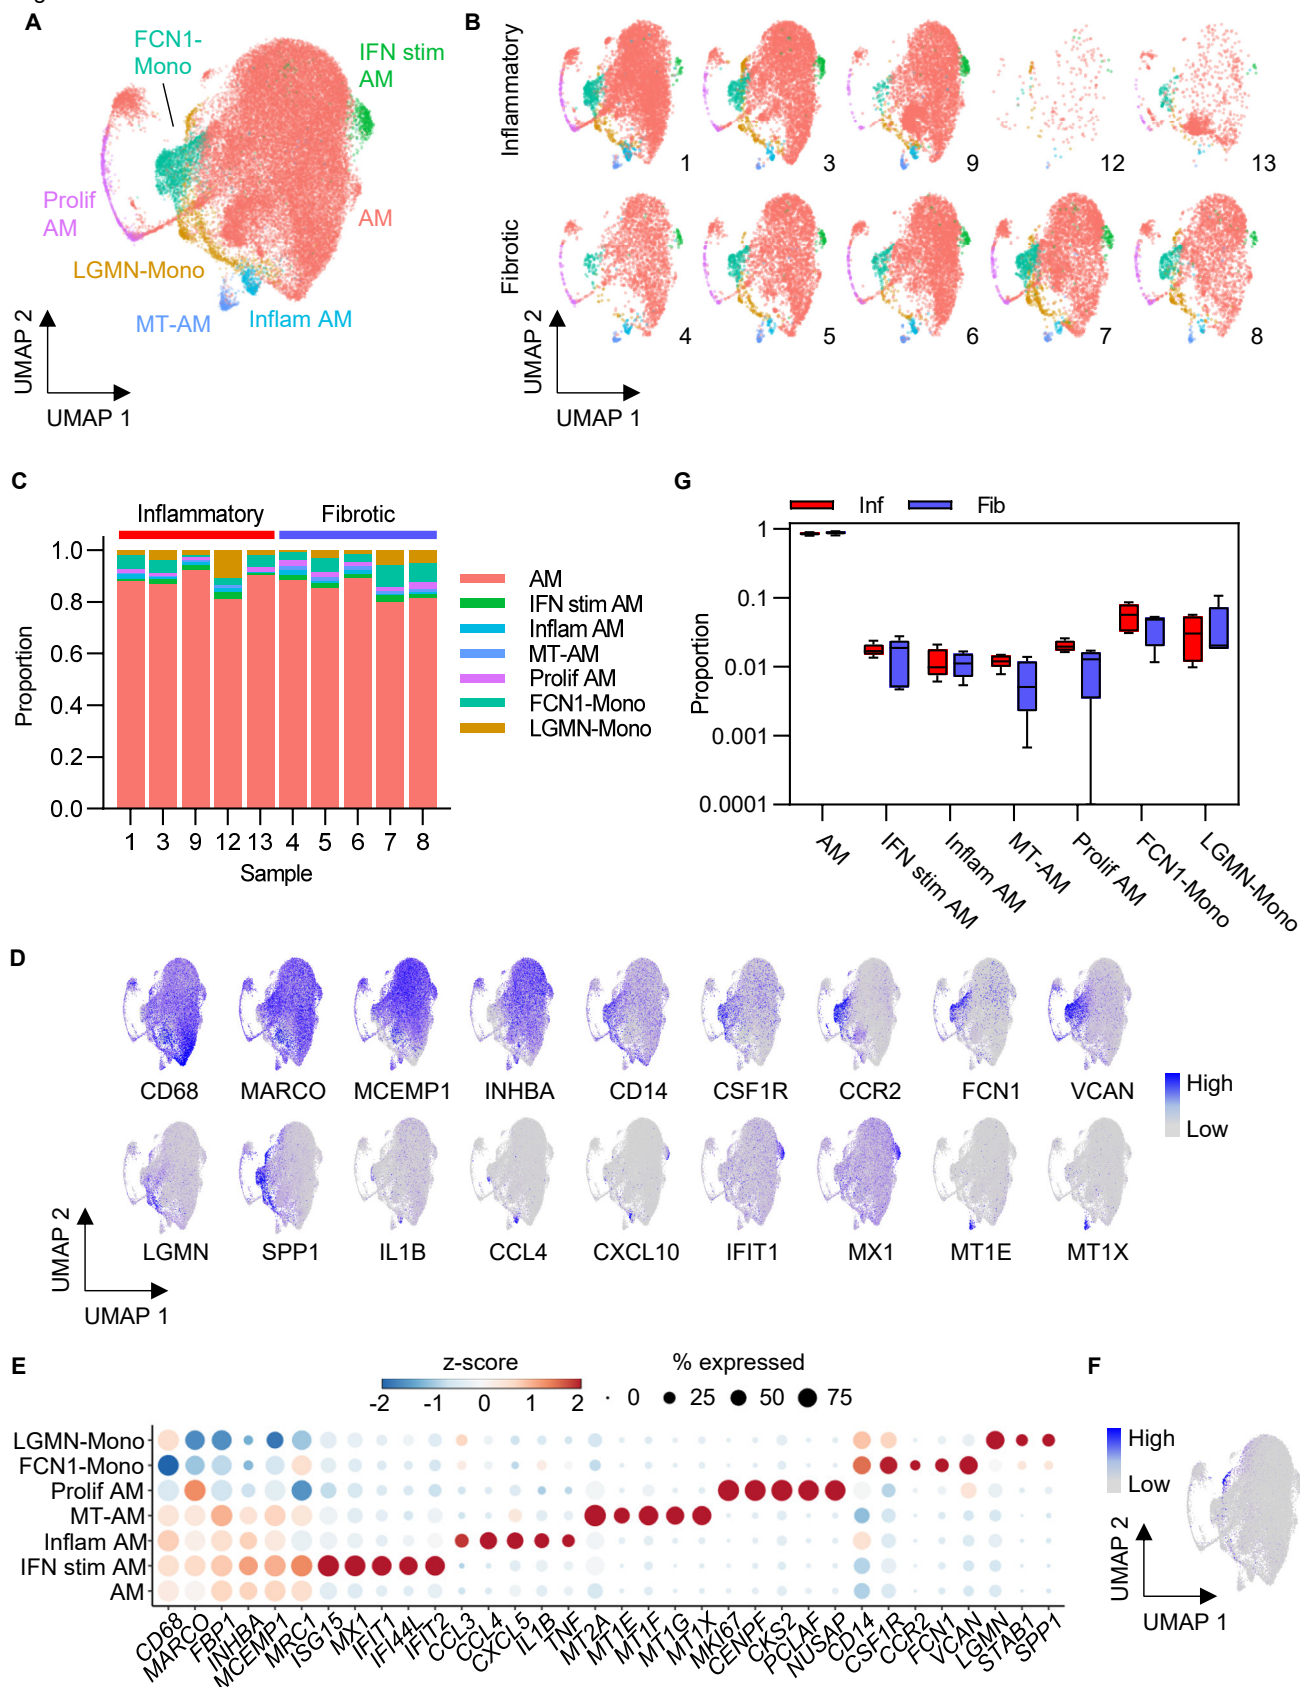 A
FCN1-
Mono
IFN stim
AM
Prolif
AM
AM
LGMN-Mono
MT-AM
Inflam AM
UMAP 2
UMAP 1
B
Inflammatory
1
3
9
12
13
Fibrotic
4
5
6
7
8
UMAP 2
UMAP 1
C
Inflammatory
Fibrotic
1.0
0.8
0.6
0.4
0.2
0.0
Proportion
1 3 9 12 13 4 5 6 7 8
Sample
AM
IFN stim AM
Inflam AM
MT-AM
Prolif AM
FCN1-Mono
LGMN-Mono
G
Inf
Fib
1
0.1
0.01
0.001
0.0001
Proportion
AM
IFN stim AM
Inflam AM
MT-AM
Prolif AM
FCN1-Mono
LGMN-Mono
D
CD68 MARCO MCEMP1 INHBA CD14 CSF1R CCR2 FCN1 VCAN
High
Low
LGMN SPP1 IL1B CCL4 CXCL10 IFIT1 MX1 MT1E MT1X
UMAP 2
UMAP 1
E
z-score
-2 -1 0 1 2
% expressed
0 25 50 75
LGMN-Mono
FCN1-Mono
Prolif AM
MT-AM
Inflam AM
IFN stim AM
AM
CD68
MARCO
FBP1
INHBA
MCEMP1
MRC1
ISG15
MX1
IFIT1
IFI44L
IFIT2
CCL3
CCL4
CXCL5
IL1B
TNF
MT2A
MT1E
MT1F
MT1G
MT1X
MKI67
CENPF
CKS2
PCLAF
NUSAP
CD14
CSF1R
CCR2
FCN1
VCAN
LGMN
STAB1
SPP1
F
High
Low
UMAP 2
UMAP 1